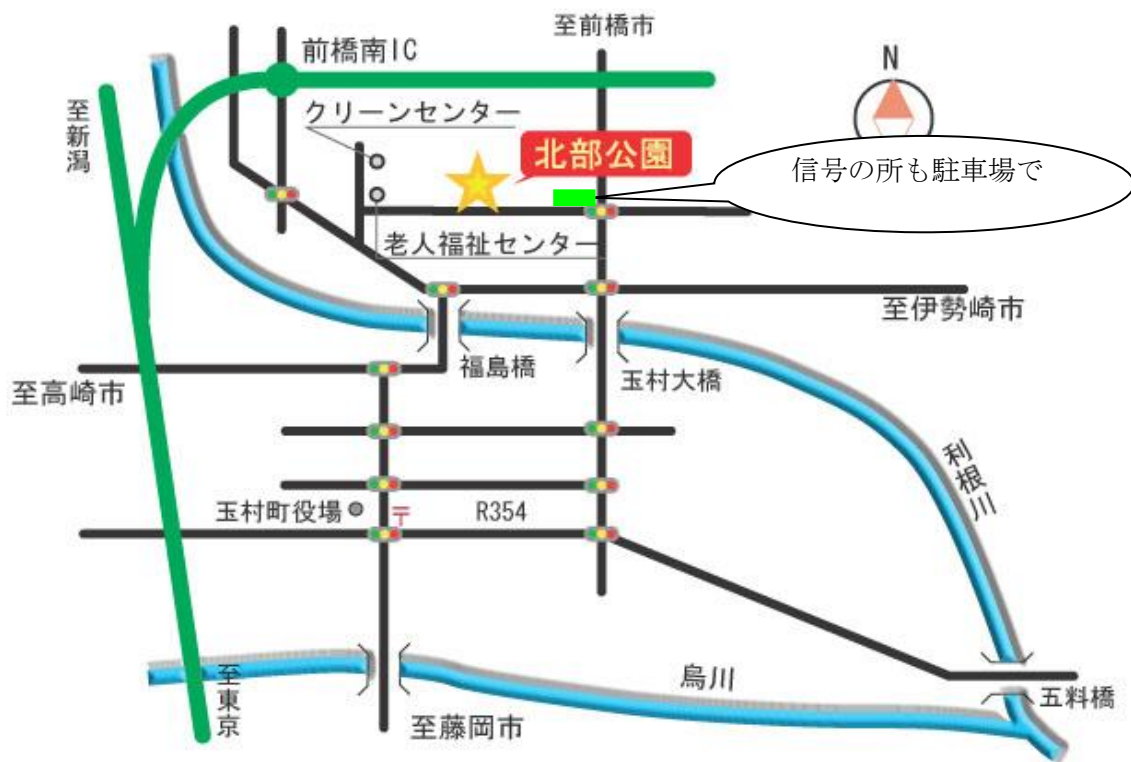 至前橋市
前橋南IC
N
至新潟
クリーンセンター
北部公園
信号の所も駐車場で
老人福祉センター
至伊勢崎市
福島橋
玉村大橋
至高崎市
利根川
玉村町役場
〒
R354
至東京
烏川
五料橋
至藤岡市